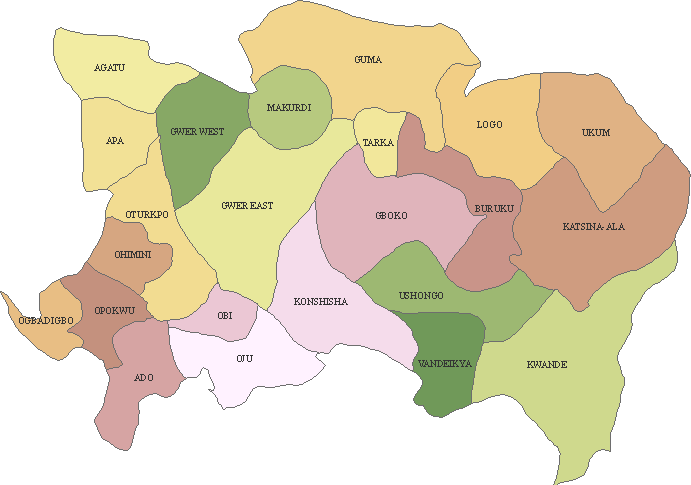 GUMA
AGATU
MAKURDI
LOGO
GWER WEST
UKUM
APA
TARKA
GWER EAST
BURUKU
OTURKPO
GBOKO
KATSINA-ALA
OHIMINI
USHONGO
KONSHISHA
OPOKWU
OBI
OGBADIGBO
OJU
VANDEIKYA
KWANDE
ADO